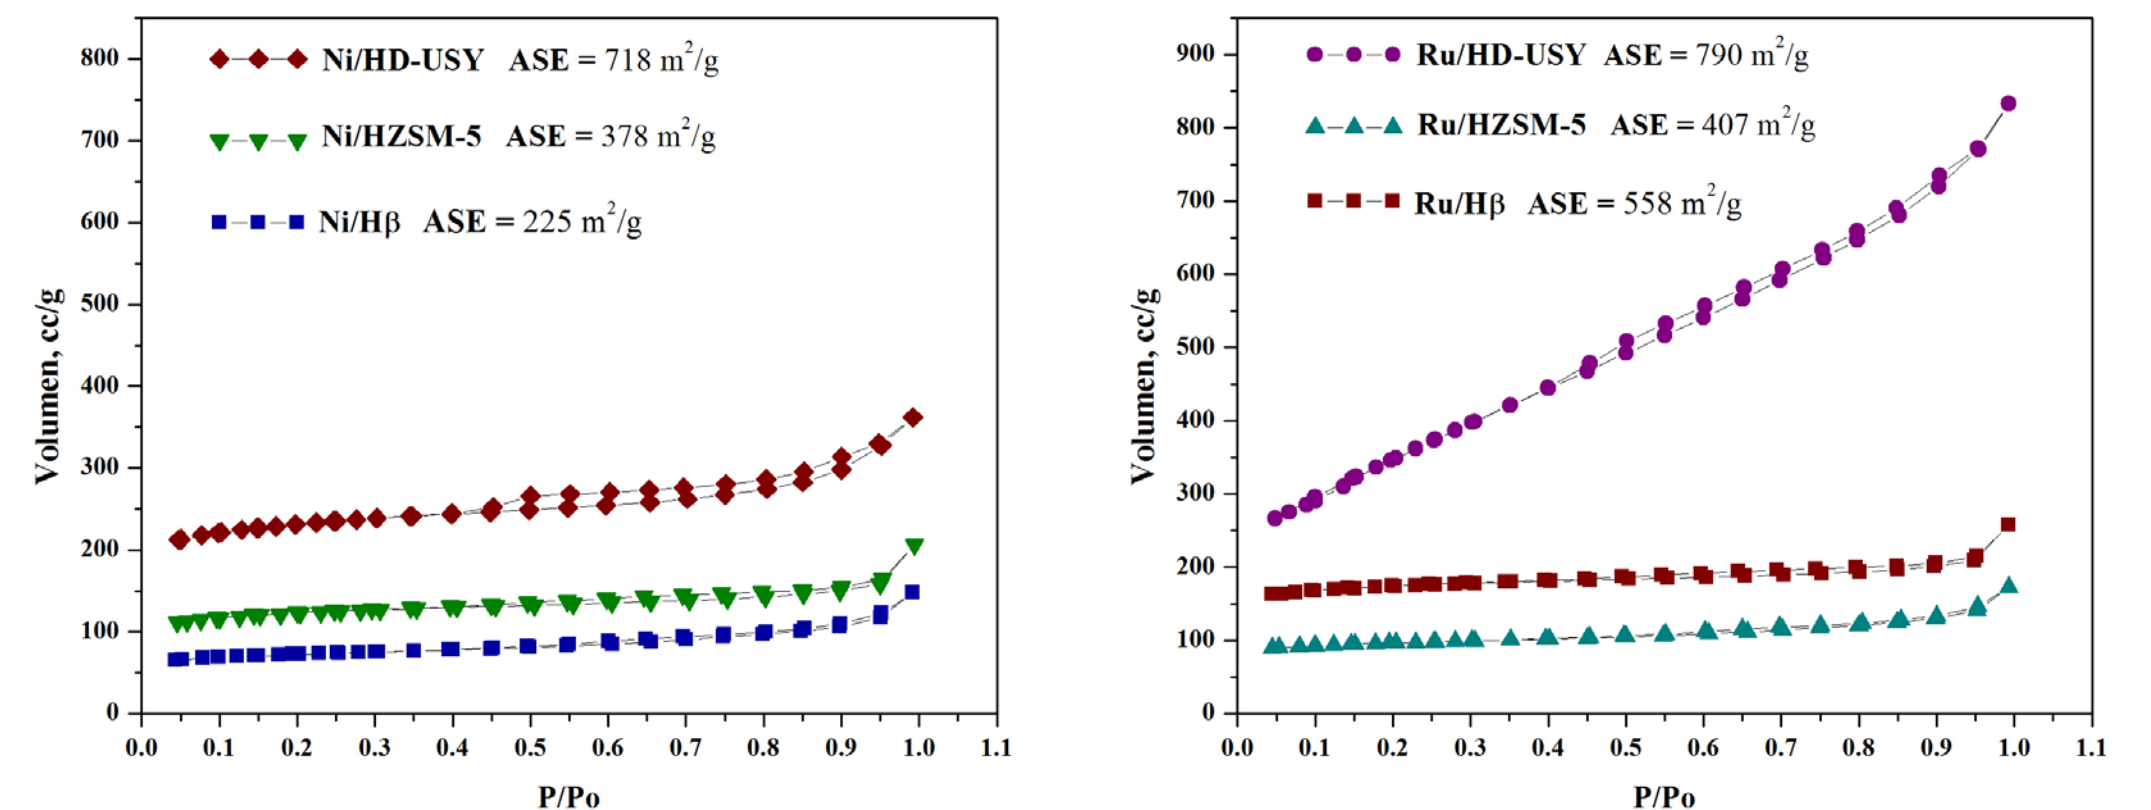 Ni/HD-USY ASE = 718 m²/g
Ni/HZSM-5 ASE = 378 m²/g
Ni/Hβ ASE = 225 m²/g
800
700
600
500
400
300
200
100
0
Volumen, cc/g
0.0 0.1 0.2 0.3 0.4 0.5 0.6 0.7 0.8 0.9 1.0 1.1
P/Po
Ru/HD-USY ASE = 790 m²/g
Ru/HZSM-5 ASE = 407 m²/g
Ru/Hβ ASE = 558 m²/g
900
800
700
600
500
400
300
200
100
0
Volumen, cc/g
0.0 0.1 0.2 0.3 0.4 0.5 0.6 0.7 0.8 0.9 1.0 1.1
P/Po